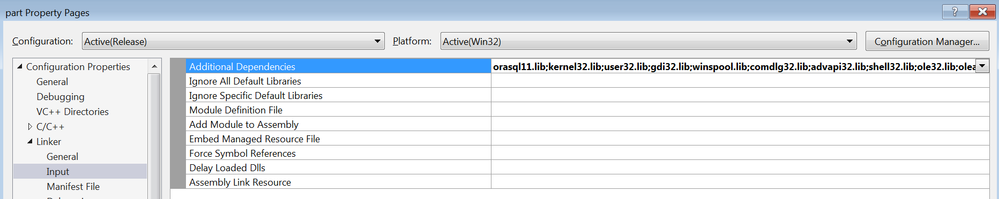 part Property Pages
?
Configuration: Active(Release) Platform: Active(Win32) Configuration Manager...
Configuration Properties
General
Debugging
VC++ Directories
C/C++
Linker
General
Input
Manifest File
Additional Dependencies orasql11.lib;kernel32.lib;user32.lib;gdi32.lib;winspool.lib;comdlg32.lib;advapi32.lib;shell32.lib;ole32.lib;olea
Ignore All Default Libraries
Ignore Specific Default Libraries
Module Definition File
Add Module to Assembly
Embed Managed Resource File
Force Symbol References
Delay Loaded Dlls
Assembly Link Resource